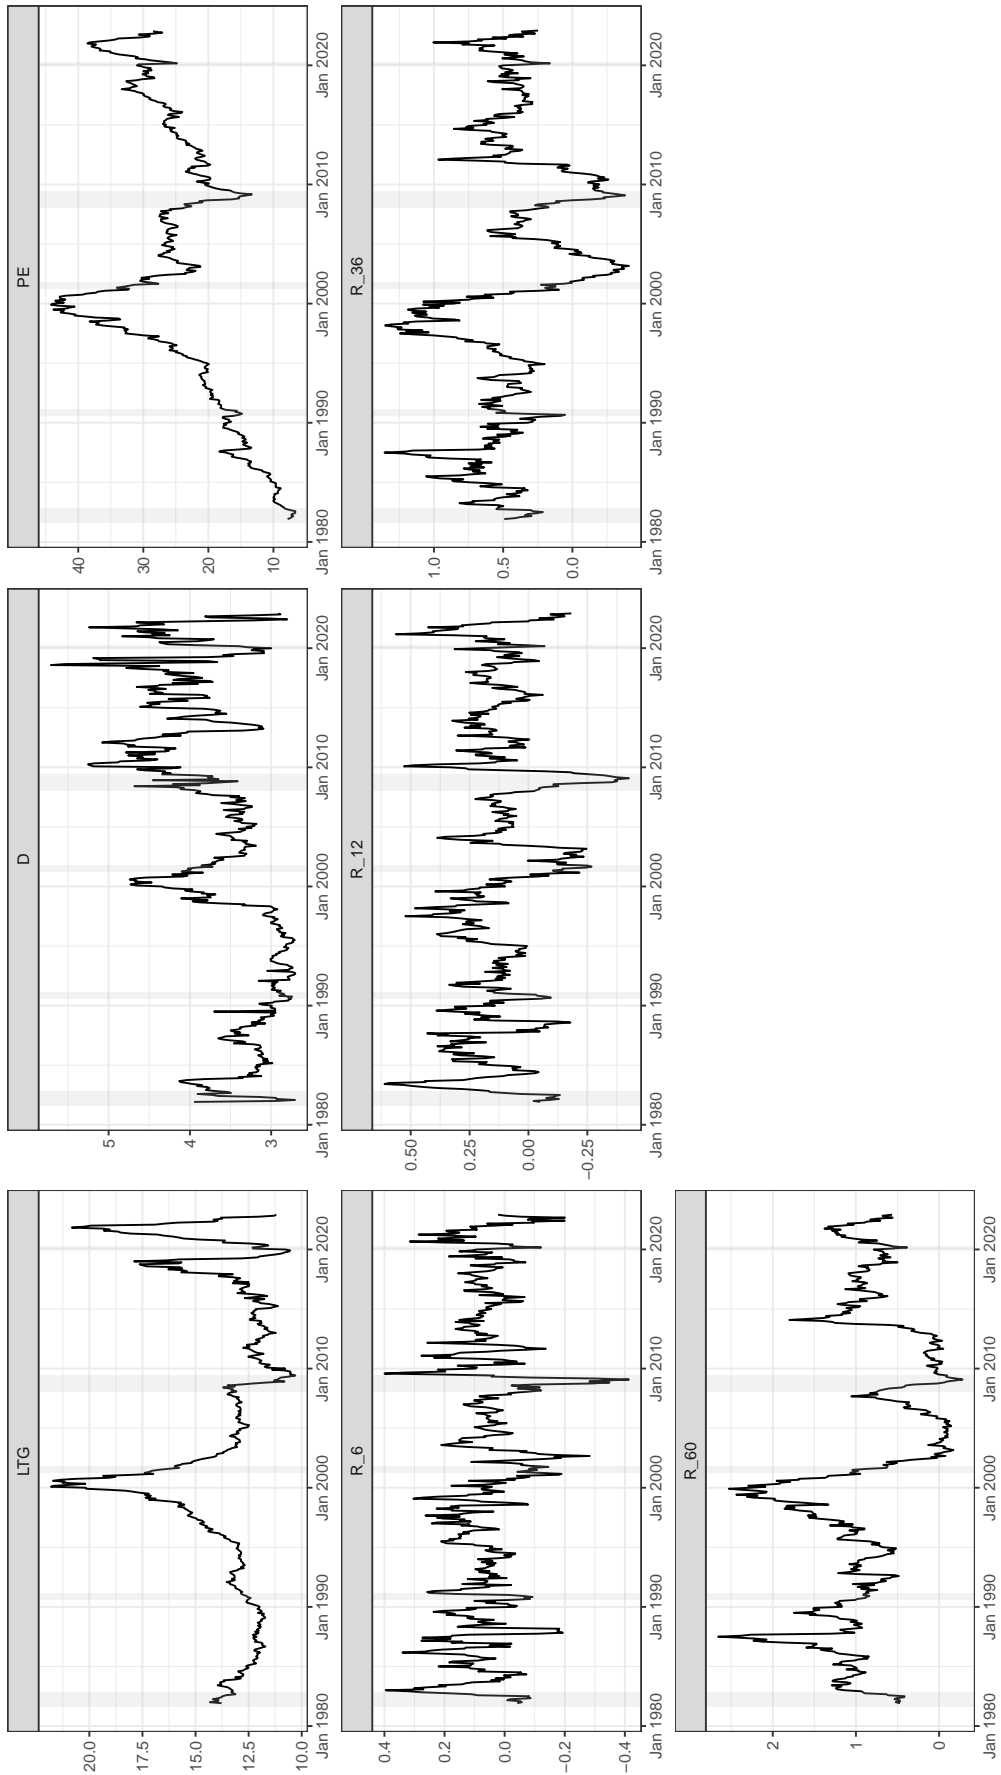 LTG
20.0
17.5
15.0
12.5
10.0
Jan 1980
Jan 1990
Jan 2000
Jan 2010
Jan 2020
D
5
4
3
Jan 1980
Jan 1990
Jan 2000
Jan 2010
Jan 2020
PE
40
30
20
10
Jan 1980
Jan 1990
Jan 2000
Jan 2010
Jan 2020
R_6
0.4
0.2
0.0
−0.2
−0.4
Jan 1980
Jan 1990
Jan 2000
Jan 2010
Jan 2020
R_12
0.50
0.25
0.00
−0.25
Jan 1980
Jan 1990
Jan 2000
Jan 2010
Jan 2020
R_36
1.0
0.5
0.0
Jan 1980
Jan 1990
Jan 2000
Jan 2010
Jan 2020
R_60
2
1
0
Jan 1980
Jan 1990
Jan 2000
Jan 2010
Jan 2020